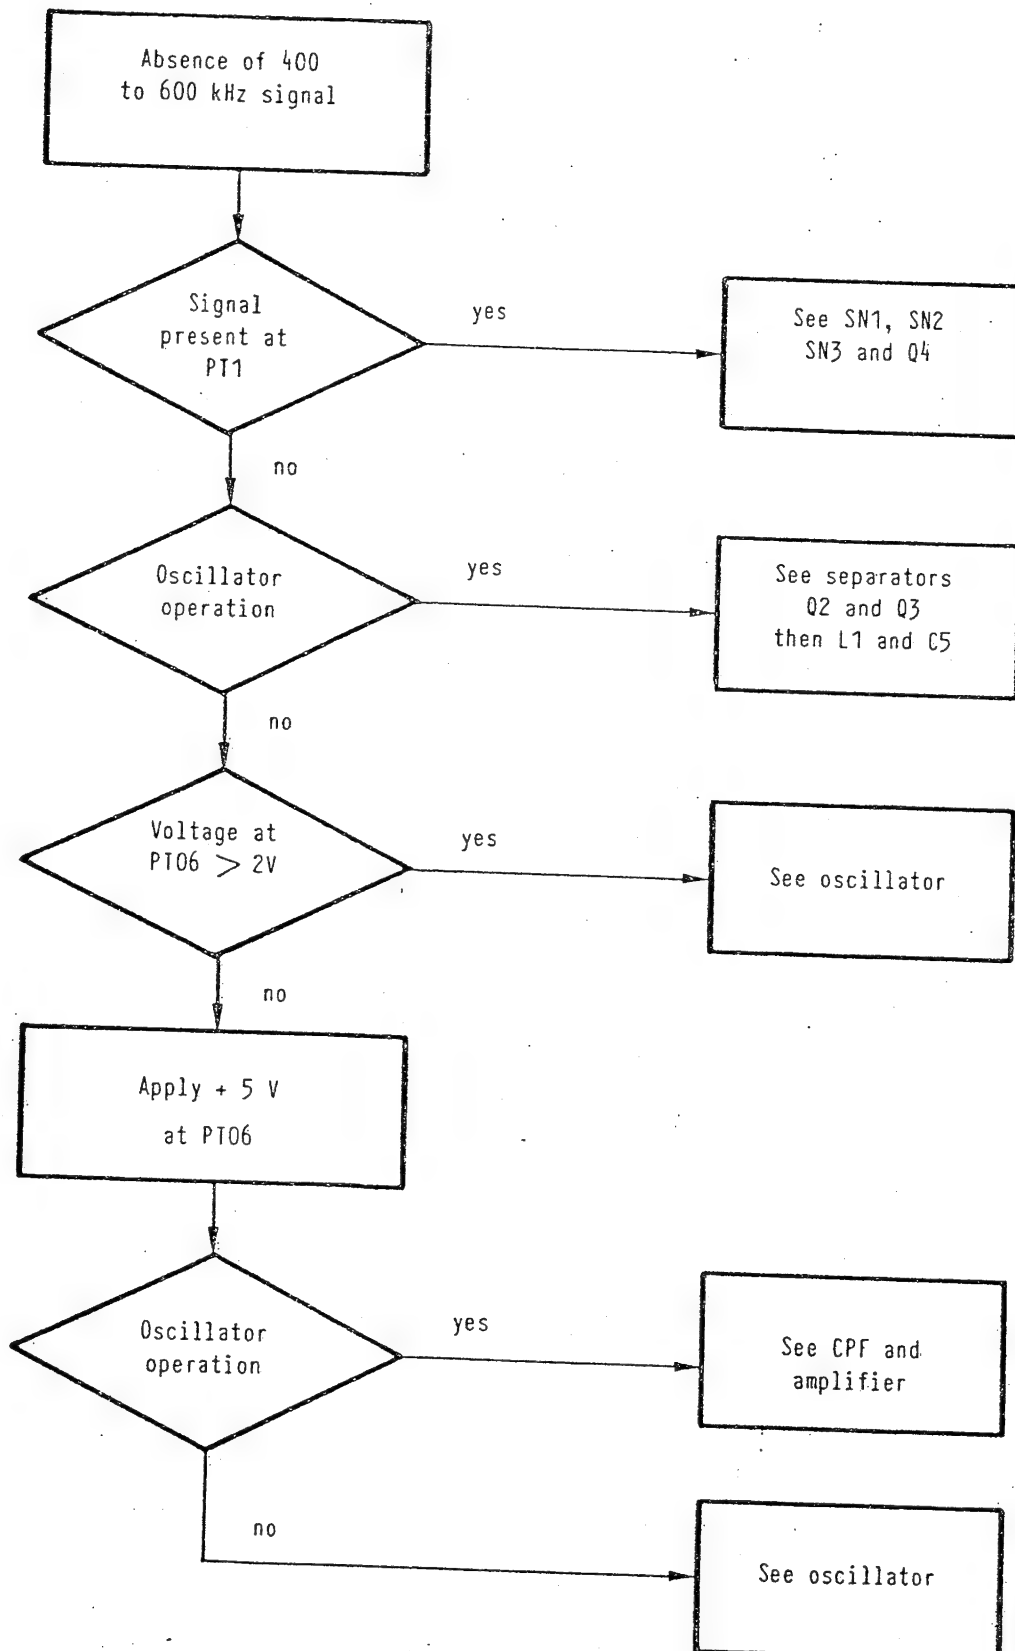 Absence of 400
to 600 kHz signal
Signal
present at
PT1
yes
See SN1, SN2
SN3 and Q4
no
Oscillator
operation
yes
See separators
Q2 and Q3
then L1 and C5
no
Voltage at
PT06 > 2V
yes
See oscillator
no
Apply + 5 V
at PT06
Oscillator
operation
yes
See CPF and
amplifier
no
See oscillator